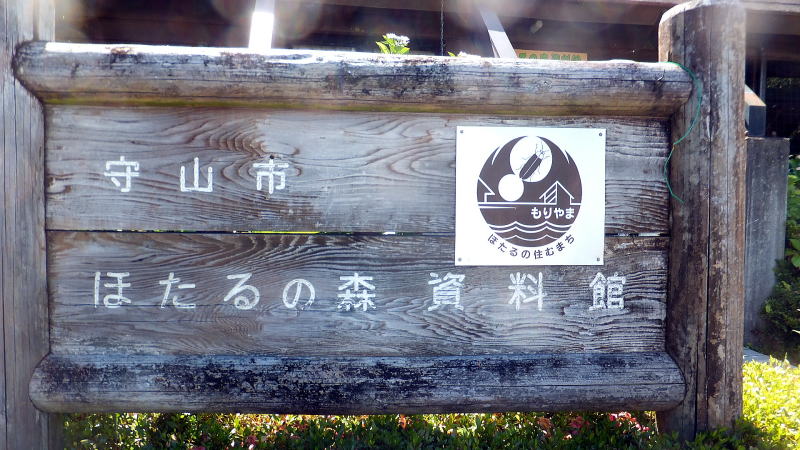 守山市
もりやま
ほたるの住むまち
ほたるの森 資料館